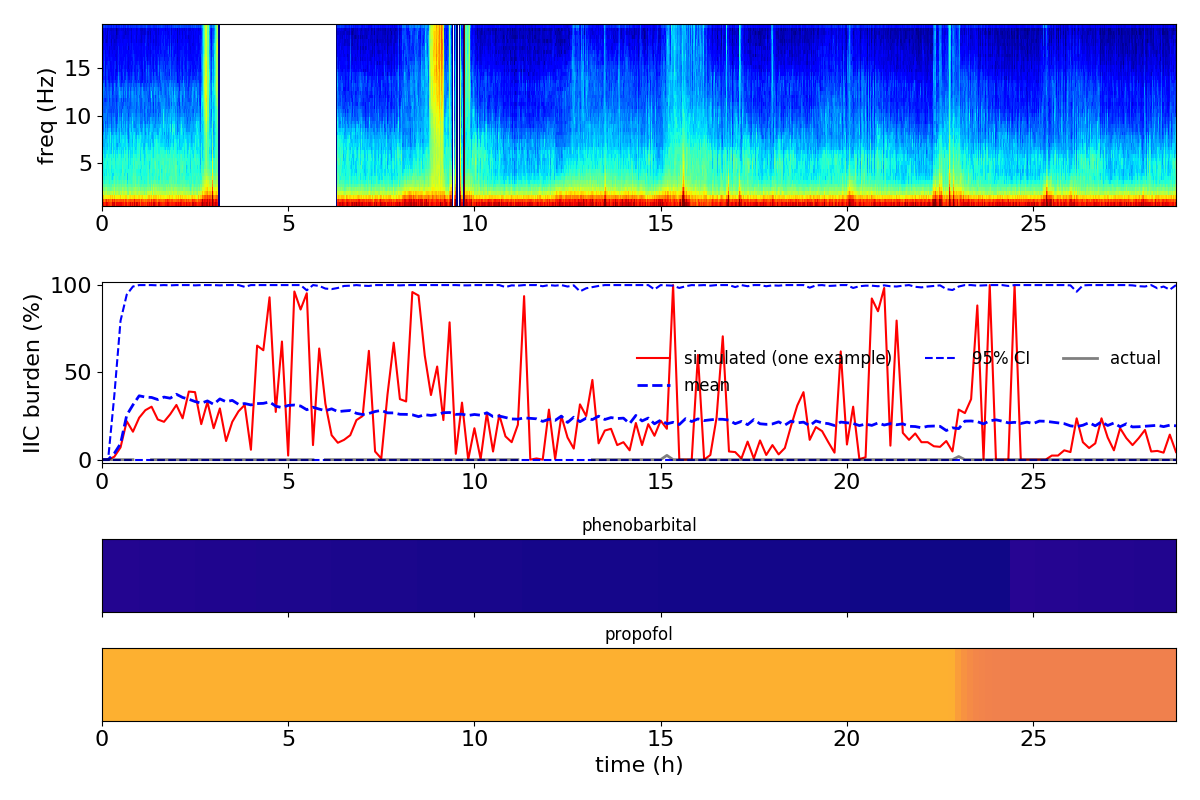 freq (Hz)
15
10
5
0 5 10 15 20 25
IIC burden (%)
100
50
0
simulated (one example) 95% CI actual
mean
0 5 10 15 20 25
phenobarbital
propofol
0 5 10 15 20 25
time (h)